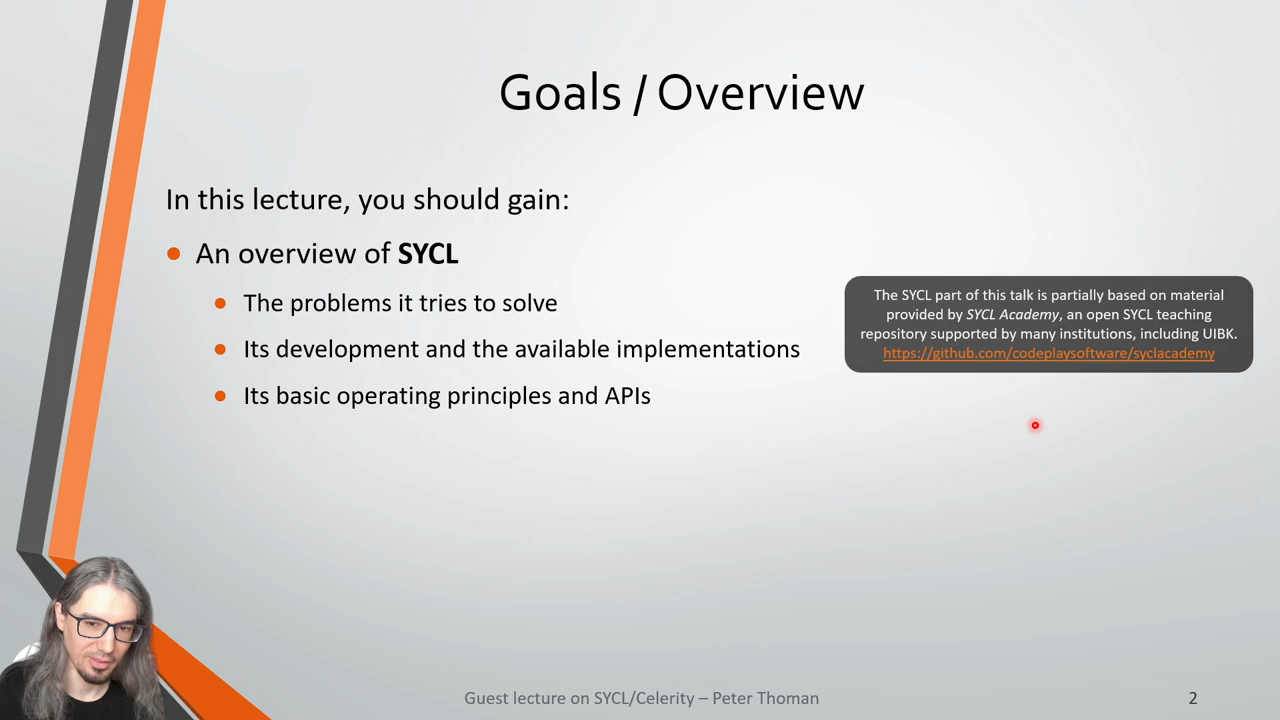 Goals / Overview
In this lecture, you should gain:
An overview of SYCL
The problems it tries to solve
Its development and the available implementations
Its basic operating principles and APIs
The SYCL part of this talk is partially based on material
provided by SYCL Academy, an open SYCL teaching
repository supported by many institutions, including UIBK.
https://github.com/codeplaysoftware/syclacademy
Guest lecture on SYCL/Celerity – Peter Thoman
2